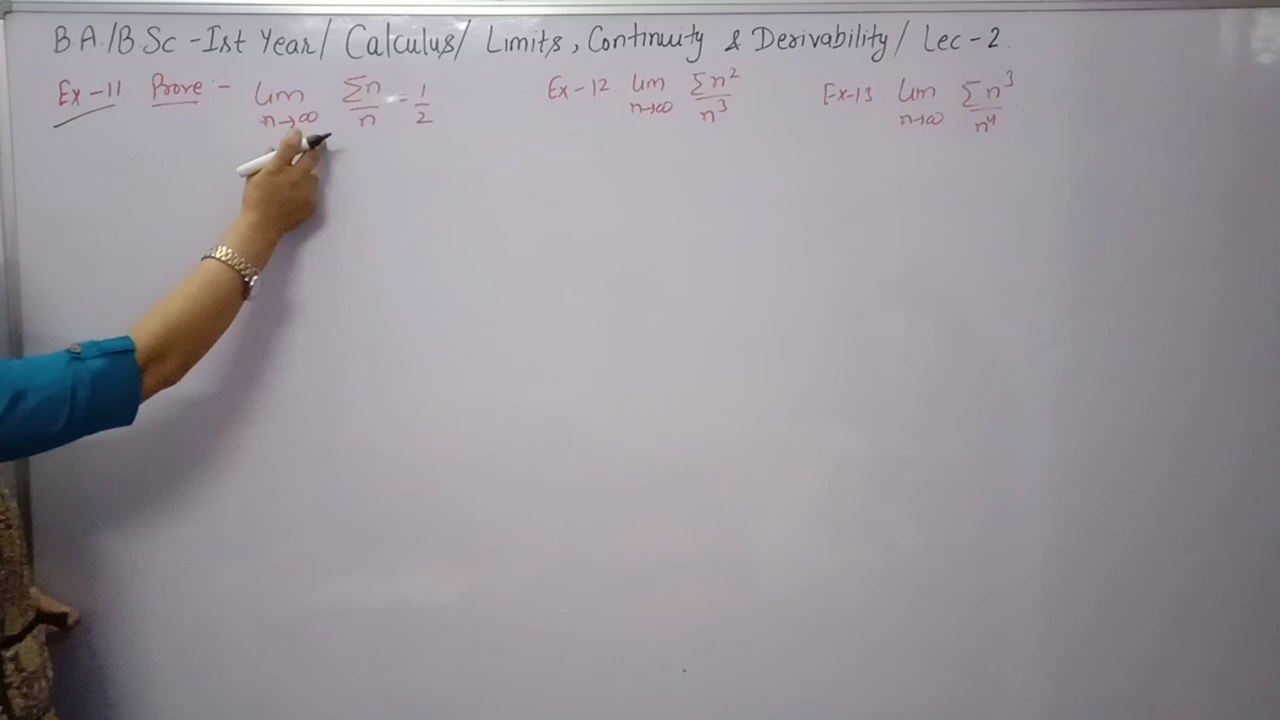 B.A./B.Sc - Ist Year/ Calculus/ Limits, Continuity & Derivability/ Lec - 2.
Ex - 11 Prove :- lim n→∞ Σn/n = 1/2 Ex - 12 lim n→∞ Σn²/n³ Ex - 13. lim n→∞ Σn³/n⁴